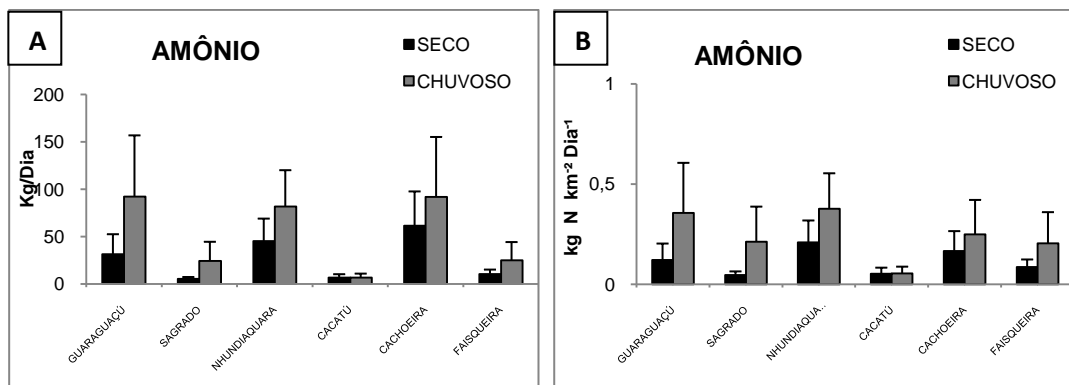 A
AMÔNIO
SECO
CHUVOSO
Kg/Dia
200
150
100
50
0
GUARAGUAÇÚ
SAGRADO
NHUNDIAQUARA
CACATÚ
CACHOEIRA
FAISQUEIRA
B
AMÔNIO
SECO
CHUVOSO
kg N km⁻² Dia⁻¹
1
0,5
0
GUARAGUAÇÚ
SAGRADO
NHUNDIAQUA...
CACATÚ
CACHOEIRA
FAISQUEIRA